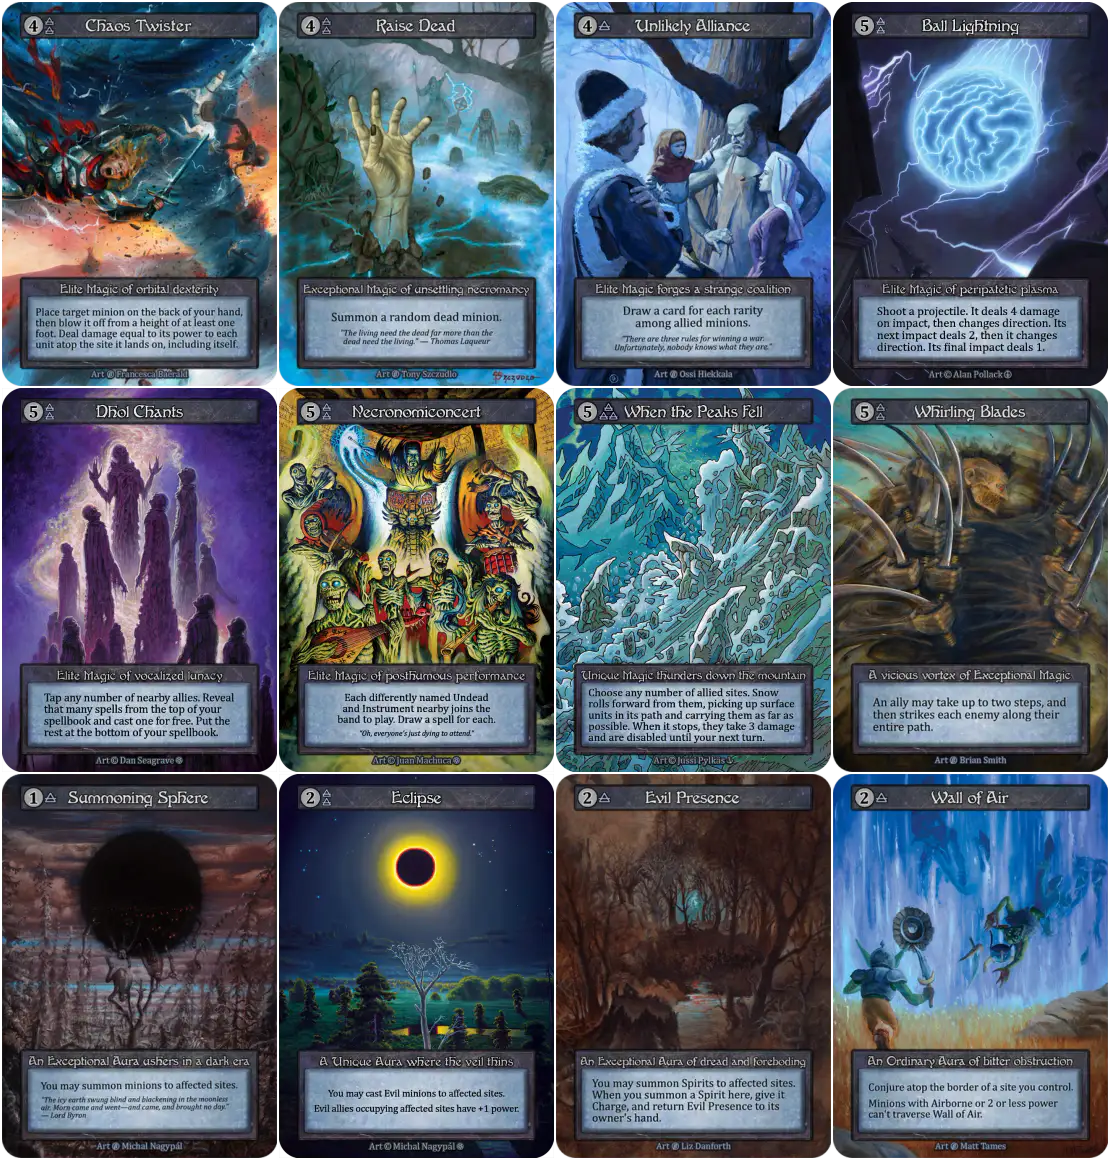 4 Chaos Twister
Elite Magic of orbital dexterity
Place target minion on the back of your hand,
then blow it off from a height of at least one
foot. Deal damage equal to its power to each
unit atop the site it lands on, including itself.
Art Francesca Baerald
4 Raise Dead
Exceptional Magic of unsettling necromancy
Summon a random dead minion.
"The living need the dead far more than the
dead need the living." — Thomas Laqueur
Art Tony Szczudlo
4 Unlikely Alliance
Elite Magic forges a strange coalition
Draw a card for each rarity
among allied minions.
"There are three rules for winning a war.
Unfortunately, nobody knows what they are."
Art Ossi Hiekkala
5 Ball Lightning
Elite Magic of peripatetic plasma
Shoot a projectile. It deals 4 damage
on impact, then changes direction. Its
next impact deals 2, then it changes
direction. Its final impact deals 1.
Art © Alan Pollack
5 Dhol Chants
Elite Magic of vocalized lunacy
Tap any number of nearby allies. Reveal
that many spells from the top of your
spellbook and cast one for free. Put the
rest at the bottom of your spellbook.
Art © Dan Seagrave
5 Necronomiconcert
Elite Magic of posthumous performance
Each differently named Undead
and Instrument nearby joins the
band to play. Draw a spell for each.
"Oh, everyone's just dying to attend."
Art © Juan Machuca
5 When the Peaks Fell
Unique Magic thunders down the mountain
Choose any number of allied sites. Snow
rolls forward from them, picking up surface
units in its path and carrying them as far as
possible. When it stops, they take 3 damage
and are disabled until your next turn.
Art © Jussi Pylkäs
5 Whirling Blades
A vicious vortex of Exceptional Magic
An ally may take up to two steps, and
then strikes each enemy along their
entire path.
Art Brian Smith
1 Summoning Sphere
An Exceptional Aura ushers in a dark era
You may summon minions to affected sites.
"The icy earth swung blind and blackening in the moonless
air. Morn came and went—and came, and brought no day."
— Lord Byron
Art Michal Nagypál
2 Eclipse
A Unique Aura where the veil thins
You may cast Evil minions to affected sites.
Evil allies occupying affected sites have +1 power.
Art © Michal Nagypál
2 Evil Presence
An Exceptional Aura of dread and foreboding
You may summon Spirits to affected sites.
When you summon a Spirit here, give it
Charge, and return Evil Presence to its
owner's hand.
Art Liz Danforth
2 Wall of Air
An Ordinary Aura of bitter obstruction
Conjure atop the border of a site you control.
Minions with Airborne or 2 or less power
can't traverse Wall of Air.
Art Matt Tames